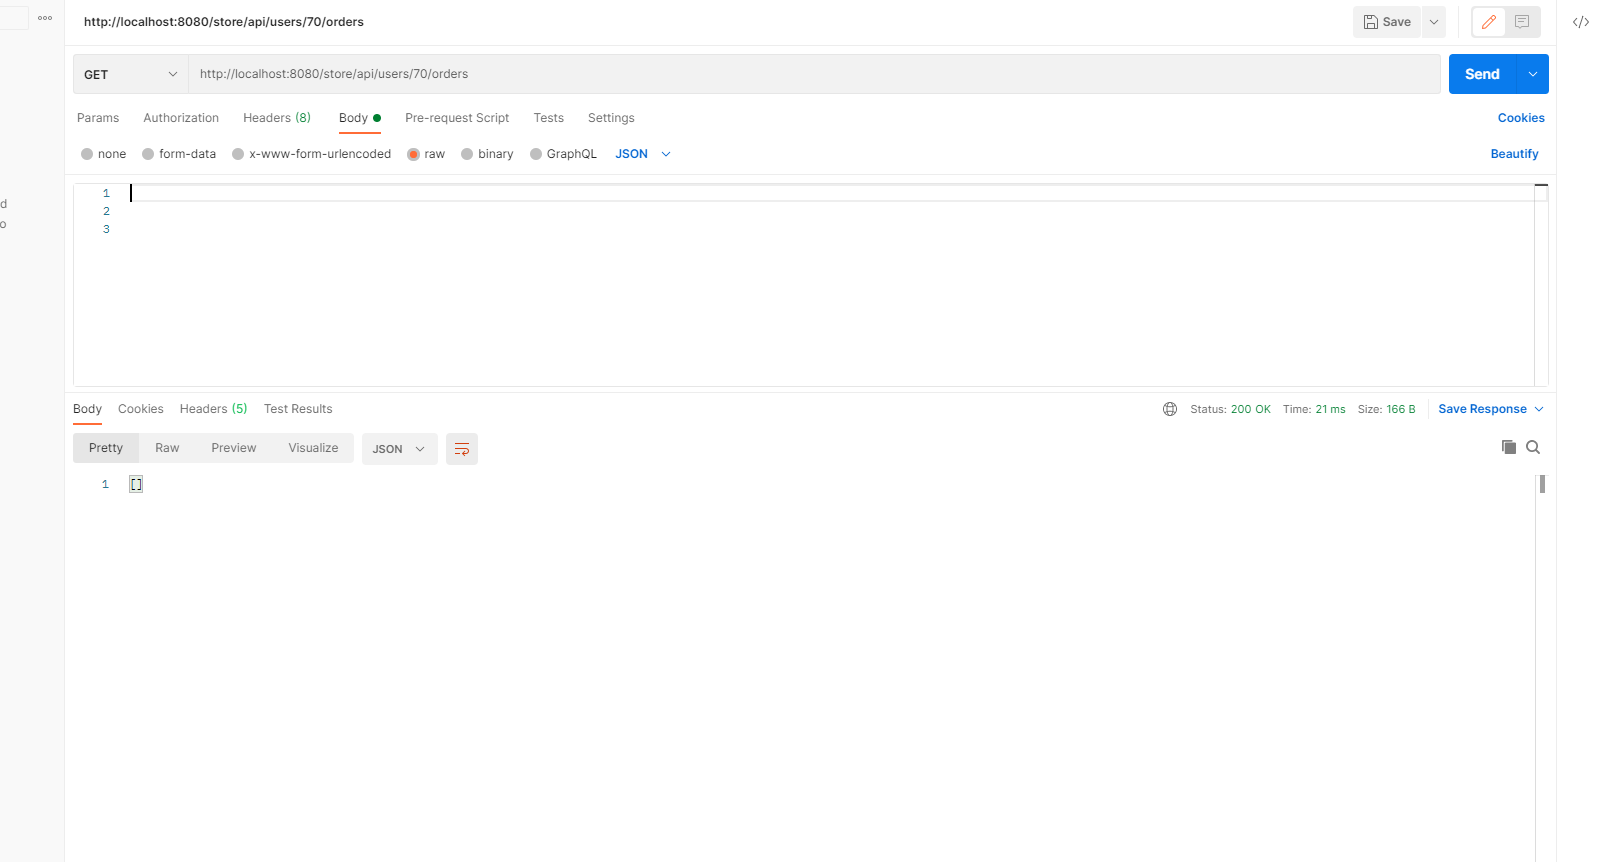 http://localhost:8080/store/api/users/70/orders
Save
GET
http://localhost:8080/store/api/users/70/orders
Send
Params Authorization Headers (8) Body Pre-request Script Tests Settings Cookies
none form-data x-www-form-urlencoded raw binary GraphQL JSON Beautify
1
d
2
o
3
Body Cookies Headers (5) Test Results Status: 200 OK Time: 21 ms Size: 166 B Save Response
Pretty Raw Preview Visualize JSON
1 []